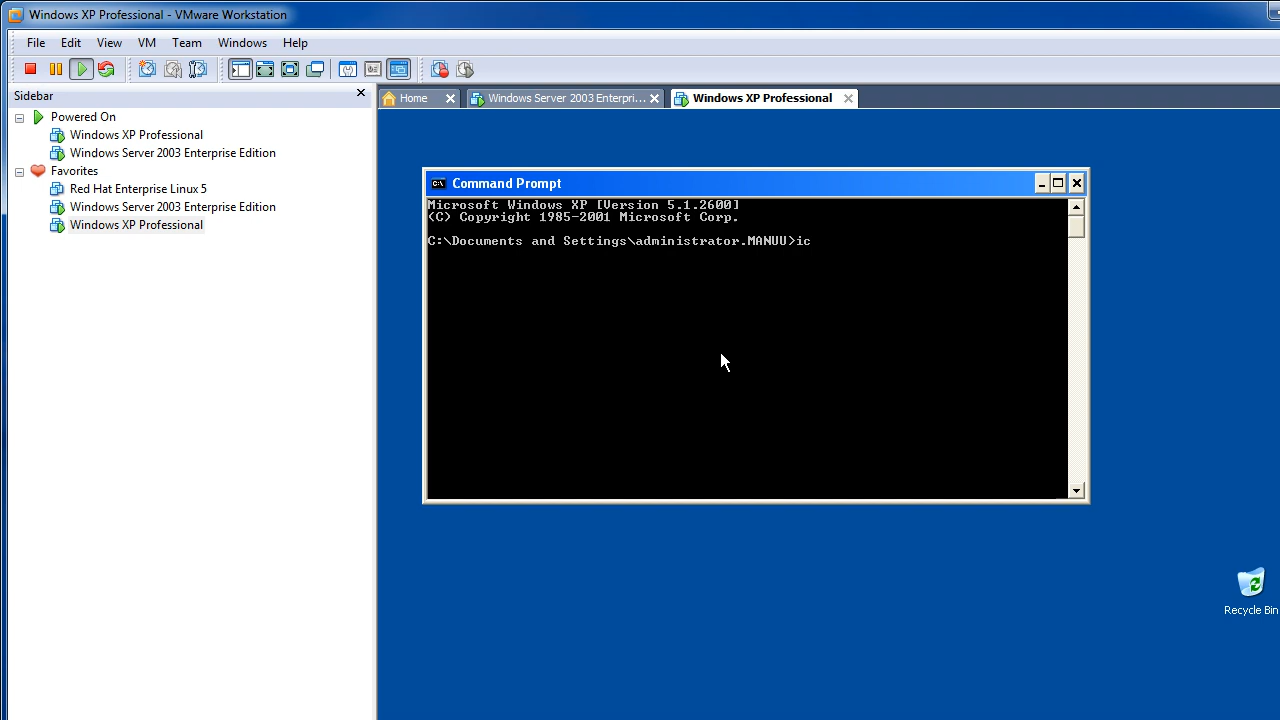 Windows XP Professional - VMware Workstation
File Edit View VM Team Windows Help
Sidebar
Powered On
Windows XP Professional
Windows Server 2003 Enterprise Edition
Favorites
Red Hat Enterprise Linux 5
Windows Server 2003 Enterprise Edition
Windows XP Professional
Home
Windows Server 2003 Enterpri...
Windows XP Professional
C:\
Command Prompt
Microsoft Windows XP [Version 5.1.2600]
(C) Copyright 1985-2001 Microsoft Corp.
C:\Documents and Settings\administrator.MANUU>ic
Recycle Bin